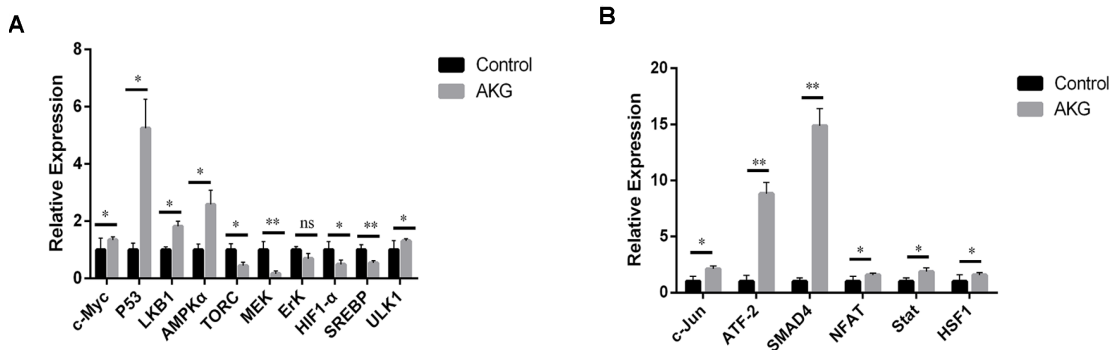 A
Relative Expression
8
6
4
2
0
* * * * * ** ns * ** *
c-Myc P53 LKB1 AMPKα TORC MEK ErK HIF1-α SREBP ULK1
Control
AKG
B
Relative Expression
20
15
10
5
0
* ** ** * * *
c-Jun ATF-2 SMAD4 NFAT Stat HSF1
Control
AKG